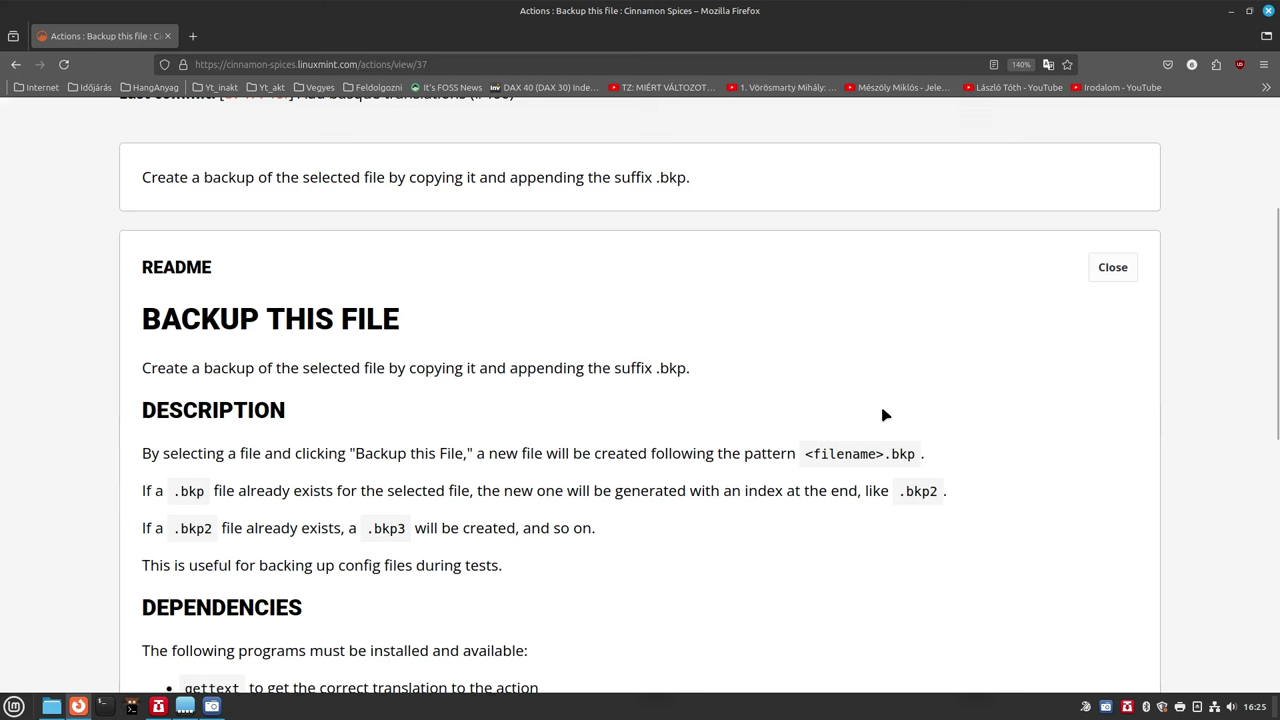 Actions : Backup this file : Cinnamon Spices – Mozilla Firefox
Actions : Backup this file : Ci
https://cinnamon-spices.linuxmint.com/actions/view/37
140%
Internet
Időjárás
HangAnyag
Yt_inakt
Yt_akt
Vegyes
Feldolgozni
It's FOSS News
DAX 40 (DAX 30) Inde...
TZ: MIÉRT VÁLTOZOT...
1. Vörösmarty Mihály: ...
Mészöly Miklós - Jele...
László Tóth - YouTube
Irodalom - YouTube
Create a backup of the selected file by copying it and appending the suffix .bkp.
README
Close
BACKUP THIS FILE
Create a backup of the selected file by copying it and appending the suffix .bkp.
DESCRIPTION
By selecting a file and clicking "Backup this File," a new file will be created following the pattern <filename>.bkp .
If a .bkp file already exists for the selected file, the new one will be generated with an index at the end, like .bkp2 .
If a .bkp2 file already exists, a .bkp3 will be created, and so on.
This is useful for backing up config files during tests.
DEPENDENCIES
The following programs must be installed and available:
• gettext to get the correct translation to the action
16:25